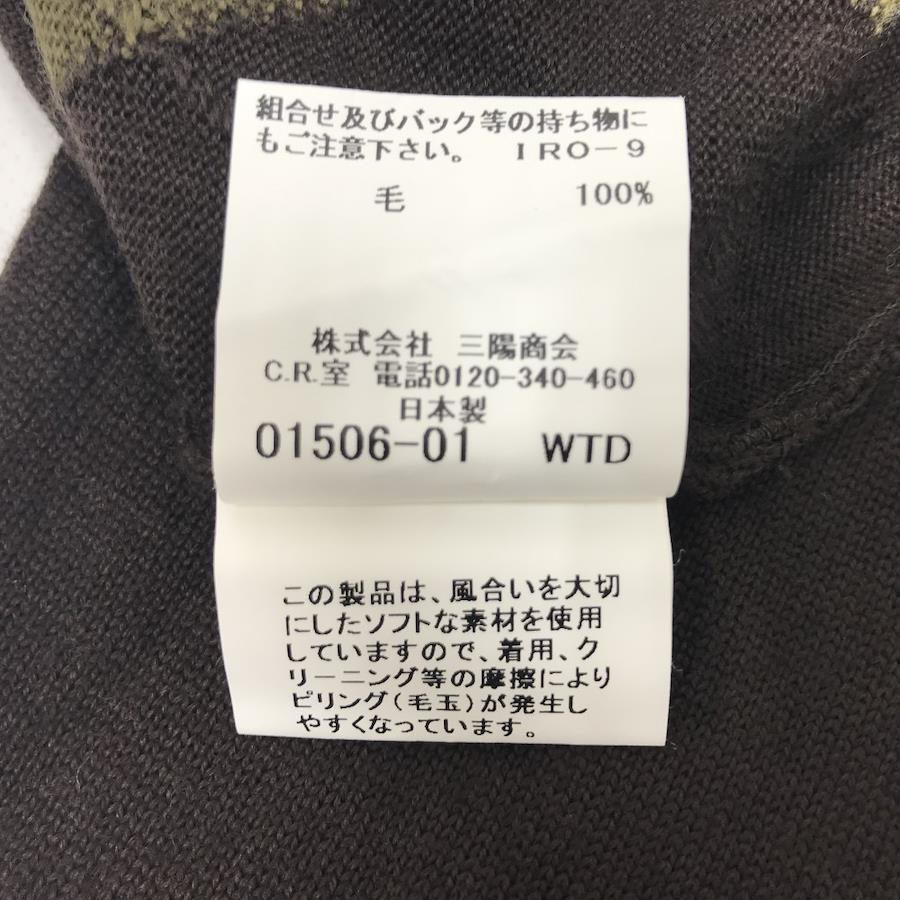 組合せ及びバック等の持ち物に
もご注意下さい。 ＩＲＯ－９
毛 100%
株式会社 三陽商会
C.R.室 電話0120-340-460
日本製
01506-01 WTD
この製品は、風合いを大切
にしたソフトな素材を使用
していますので、着用、ク
リーニング等の摩擦により
ピリング(毛玉)が発生し
やすくなっています。